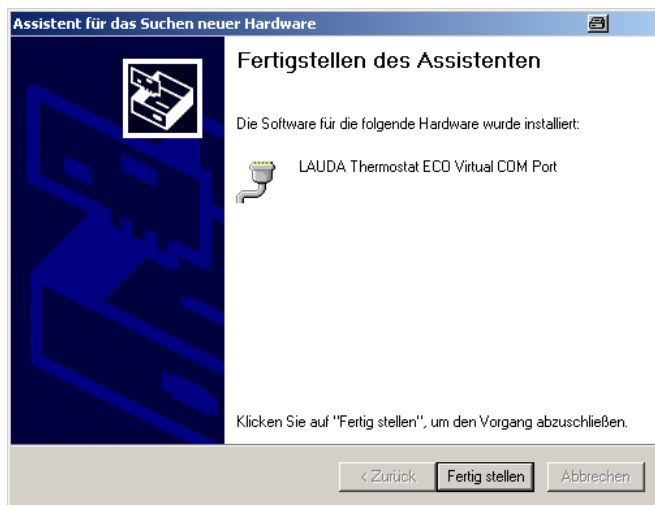 Assistent für das Suchen neuer Hardware
Fertigstellen des Assistenten
Die Software für die folgende Hardware wurde installiert:
LAUDA Thermostat ECO Virtual COM Port
Klicken Sie auf "Fertig stellen", um den Vorgang abzuschließen.
< Zurück Fertig stellen Abbrechen